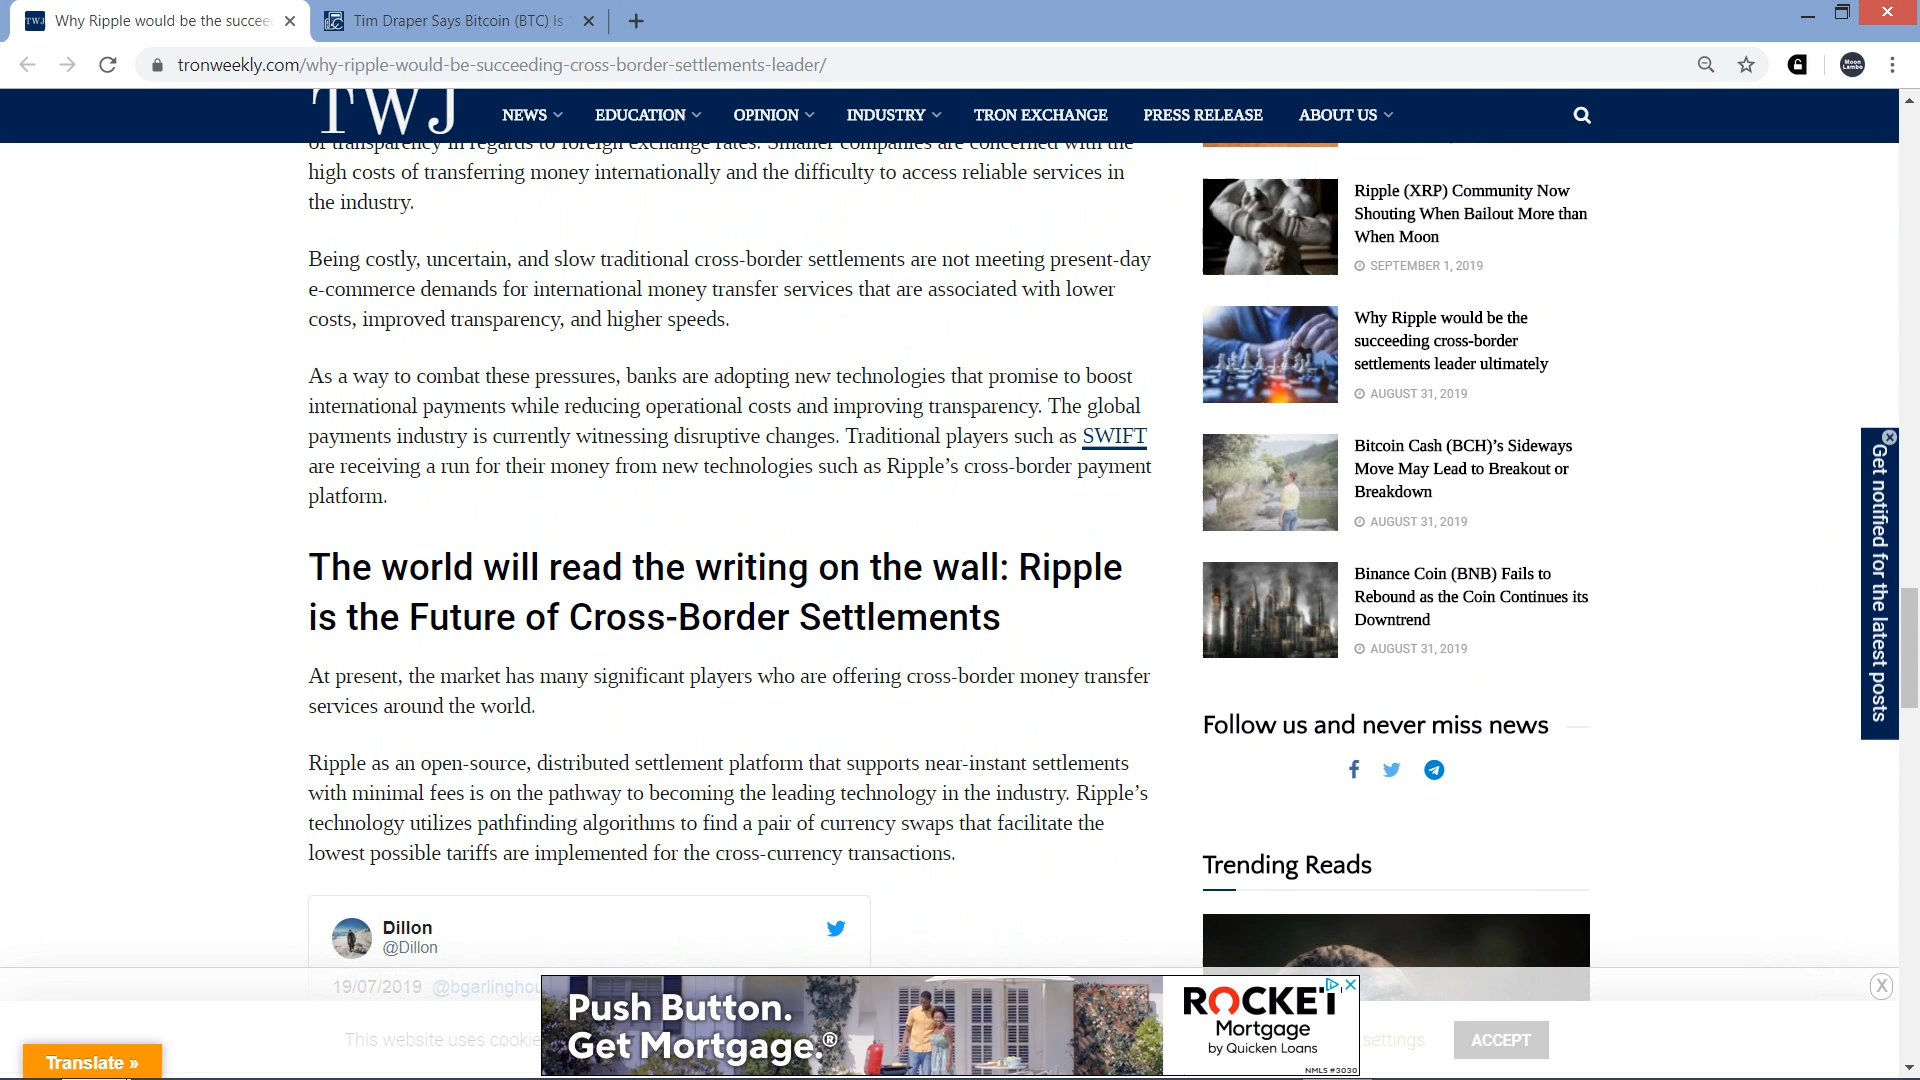 TWJ Why Ripple would be the succee
Tim Draper Says Bitcoin (BTC) Is
tronweekly.com/why-ripple-would-be-succeeding-cross-border-settlements-leader/
Moon Lambo
TWJ
NEWS EDUCATION OPINION INDUSTRY TRON EXCHANGE PRESS RELEASE ABOUT US
of transparency in regards to foreign exchange rates. Smaller companies are concerned with the
high costs of transferring money internationally and the difficulty to access reliable services in
the industry.
Being costly, uncertain, and slow traditional cross-border settlements are not meeting present-day
e-commerce demands for international money transfer services that are associated with lower
costs, improved transparency, and higher speeds.
As a way to combat these pressures, banks are adopting new technologies that promise to boost
international payments while reducing operational costs and improving transparency. The global
payments industry is currently witnessing disruptive changes. Traditional players such as SWIFT
are receiving a run for their money from new technologies such as Ripple’s cross-border payment
platform.
The world will read the writing on the wall: Ripple
is the Future of Cross-Border Settlements
At present, the market has many significant players who are offering cross-border money transfer
services around the world.
Ripple as an open-source, distributed settlement platform that supports near-instant settlements
with minimal fees is on the pathway to becoming the leading technology in the industry. Ripple’s
technology utilizes pathfinding algorithms to find a pair of currency swaps that facilitate the
lowest possible tariffs are implemented for the cross-currency transactions.
Dillon
@Dillon
19/07/2019 @bgarlinghou
Ripple (XRP) Community Now
Shouting When Bailout More than
When Moon
SEPTEMBER 1, 2019
Why Ripple would be the
succeeding cross-border
settlements leader ultimately
AUGUST 31, 2019
Bitcoin Cash (BCH)’s Sideways
Move May Lead to Breakout or
Breakdown
AUGUST 31, 2019
Binance Coin (BNB) Fails to
Rebound as the Coin Continues its
Downtrend
AUGUST 31, 2019
Follow us and never miss news
Trending Reads
Get notified for the latest posts
This website uses cookie
settings
ACCEPT
Push Button.
Get Mortgage.®
ROCKET
Mortgage
by Quicken Loans
NMLS #3030
Translate »